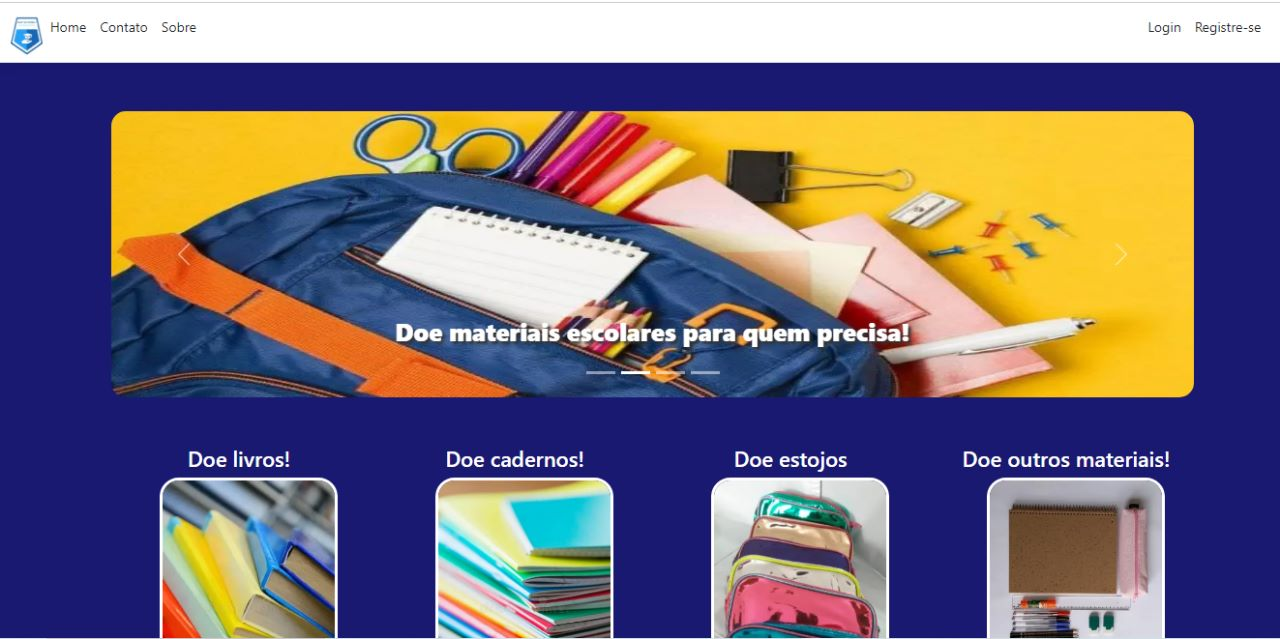 Home Contato Sobre Login Registre-se
Doe materiais escolares para quem precisa!
Doe livros! Doe cadernos! Doe estojos Doe outros materiais!